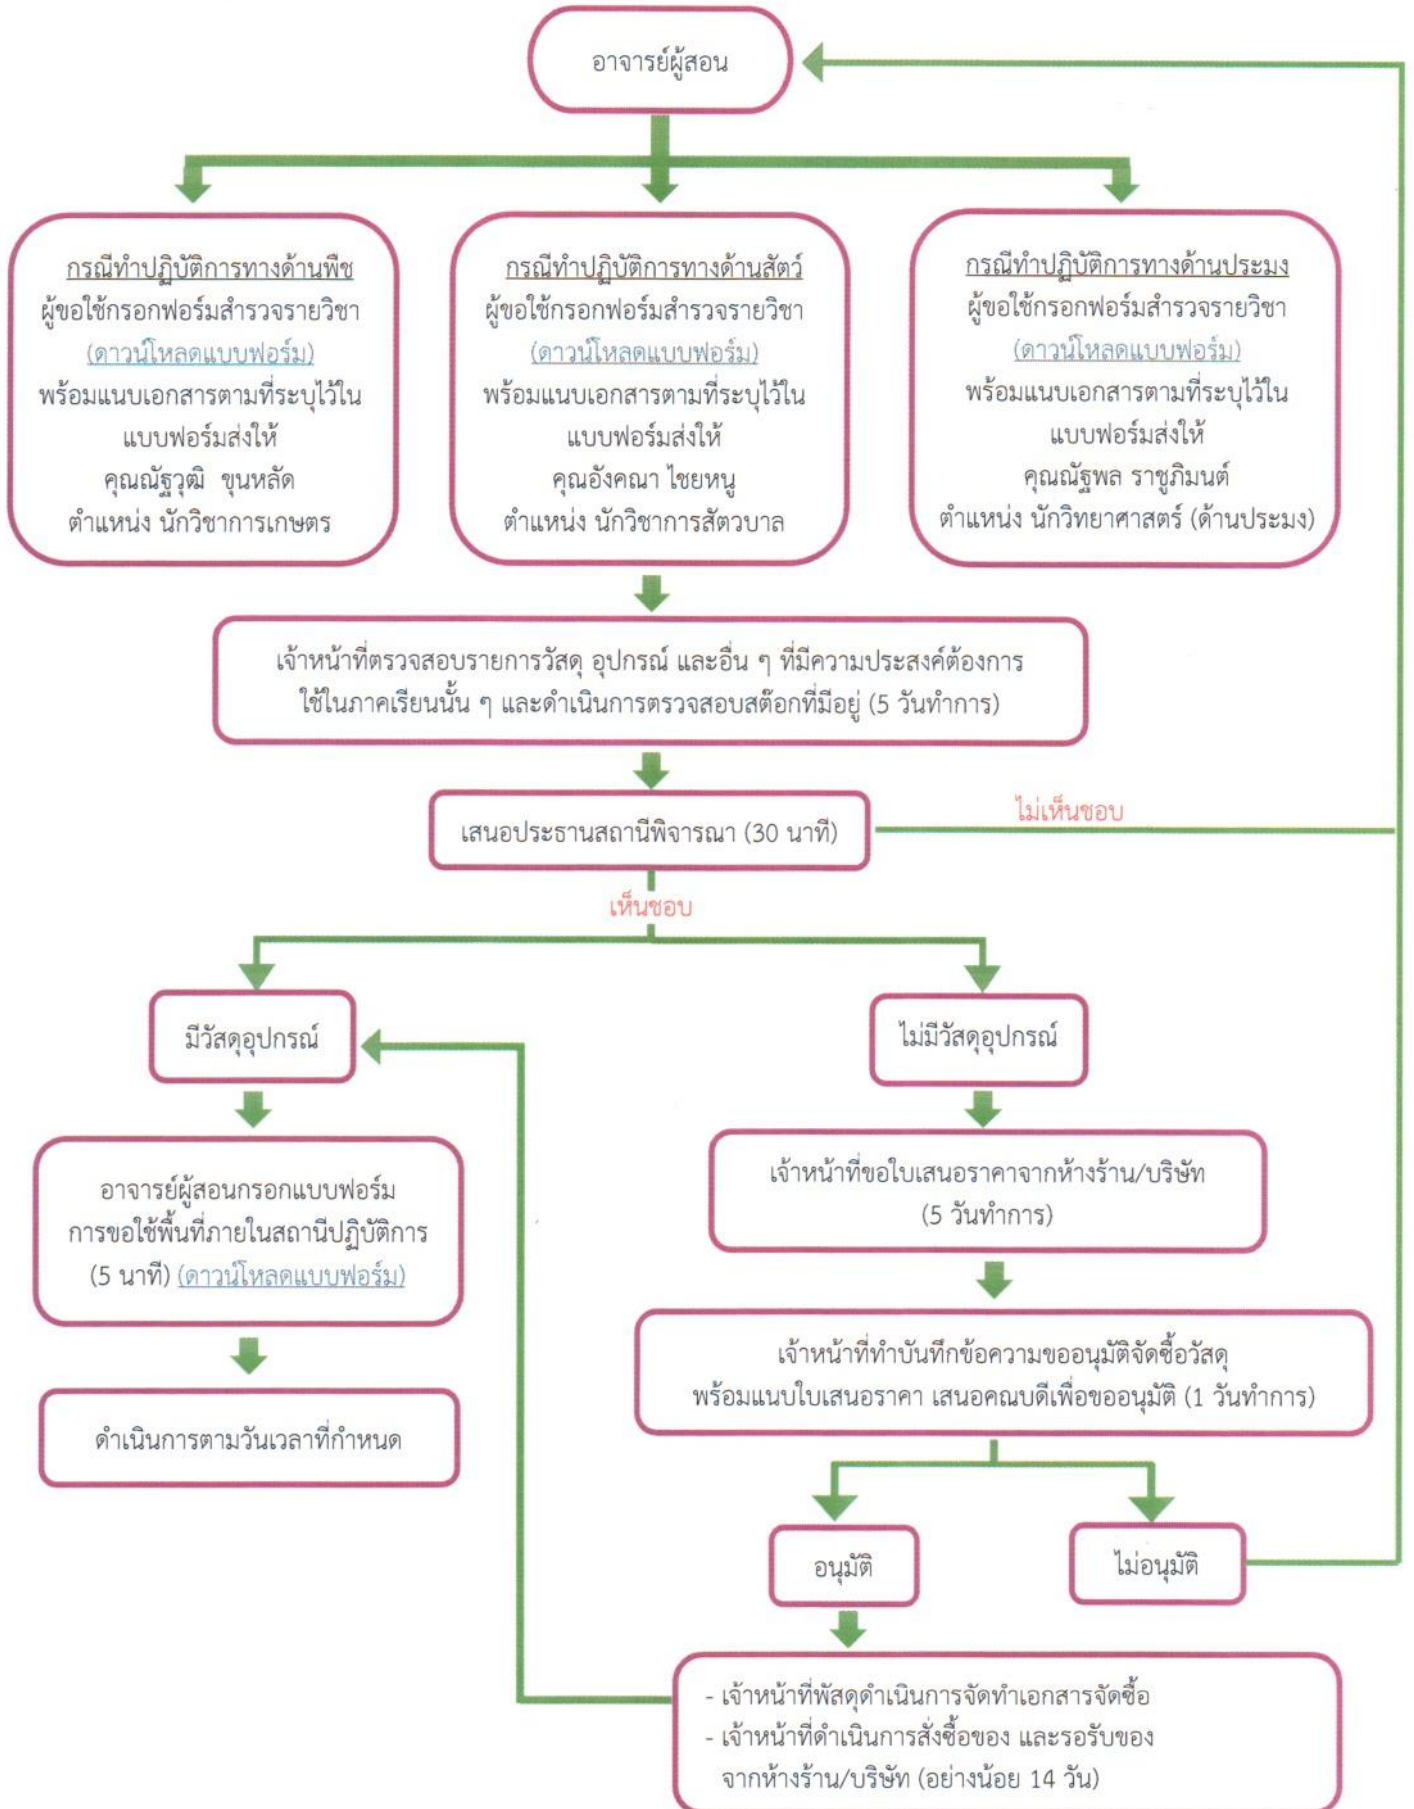 อาจารย์ผู้สอน
กรณีทำปฏิบัติการทางด้านพืช
ผู้ขอใช้กรอกฟอร์มสำรวจรายวิชา
(ดาวน์โหลดแบบฟอร์ม)
พร้อมแนบเอกสารตามที่ระบุไว้ใน
แบบฟอร์มส่งให้
คุณณัฐวุฒิ ขุนหลัด
ตำแหน่ง นักวิชาการเกษตร
กรณีทำปฏิบัติการทางด้านสัตว์
ผู้ขอใช้กรอกฟอร์มสำรวจรายวิชา
(ดาวน์โหลดแบบฟอร์ม)
พร้อมแนบเอกสารตามที่ระบุไว้ใน
แบบฟอร์มส่งให้
คุณอังคณา ไชยหนู
ตำแหน่ง นักวิชาการสัตวบาล
กรณีทำปฏิบัติการทางด้านประมง
ผู้ขอใช้กรอกฟอร์มสำรวจรายวิชา
(ดาวน์โหลดแบบฟอร์ม)
พร้อมแนบเอกสารตามที่ระบุไว้ใน
แบบฟอร์มส่งให้
คุณณัฐพล ราชูภิมนต์
ตำแหน่ง นักวิทยาศาสตร์ (ด้านประมง)
เจ้าหน้าที่ตรวจสอบรายการวัสดุ อุปกรณ์ และอื่น ๆ ที่มีความประสงค์ต้องการ
ใช้ในภาคเรียนนั้น ๆ และดำเนินการตรวจสอบสต๊อกที่มีอยู่ (5 วันทำการ)
เสนอประธานสถานีพิจารณา (30 นาที)
ไม่เห็นชอบ
เห็นชอบ
มีวัสดุอุปกรณ์
ไม่มีวัสดุอุปกรณ์
อาจารย์ผู้สอนกรอกแบบฟอร์ม
การขอใช้พื้นที่ภายในสถานีปฏิบัติการ
(5 นาที) (ดาวน์โหลดแบบฟอร์ม)
ดำเนินการตามวันเวลาที่กำหนด
เจ้าหน้าที่ขอใบเสนอราคาจากห้างร้าน/บริษัท
(5 วันทำการ)
เจ้าหน้าที่ทำบันทึกข้อความขออนุมัติจัดซื้อวัสดุ
พร้อมแนบใบเสนอราคา เสนอคณบดีเพื่อขออนุมัติ (1 วันทำการ)
อนุมัติ
ไม่อนุมัติ
- เจ้าหน้าที่พัสดุดำเนินการจัดทำเอกสารจัดซื้อ
- เจ้าหน้าที่ดำเนินการสั่งซื้อของ และรอรับของ
จากห้างร้าน/บริษัท (อย่างน้อย 14 วัน)